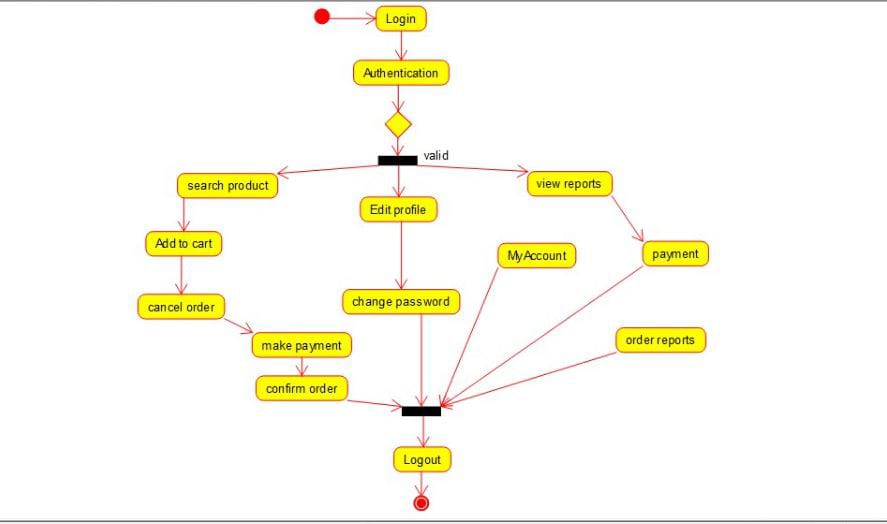 Login
Authentication
valid
search product
view reports
Edit profile
Add to cart
MyAccount
payment
cancel order
change password
make payment
order reports
confirm order
Logout